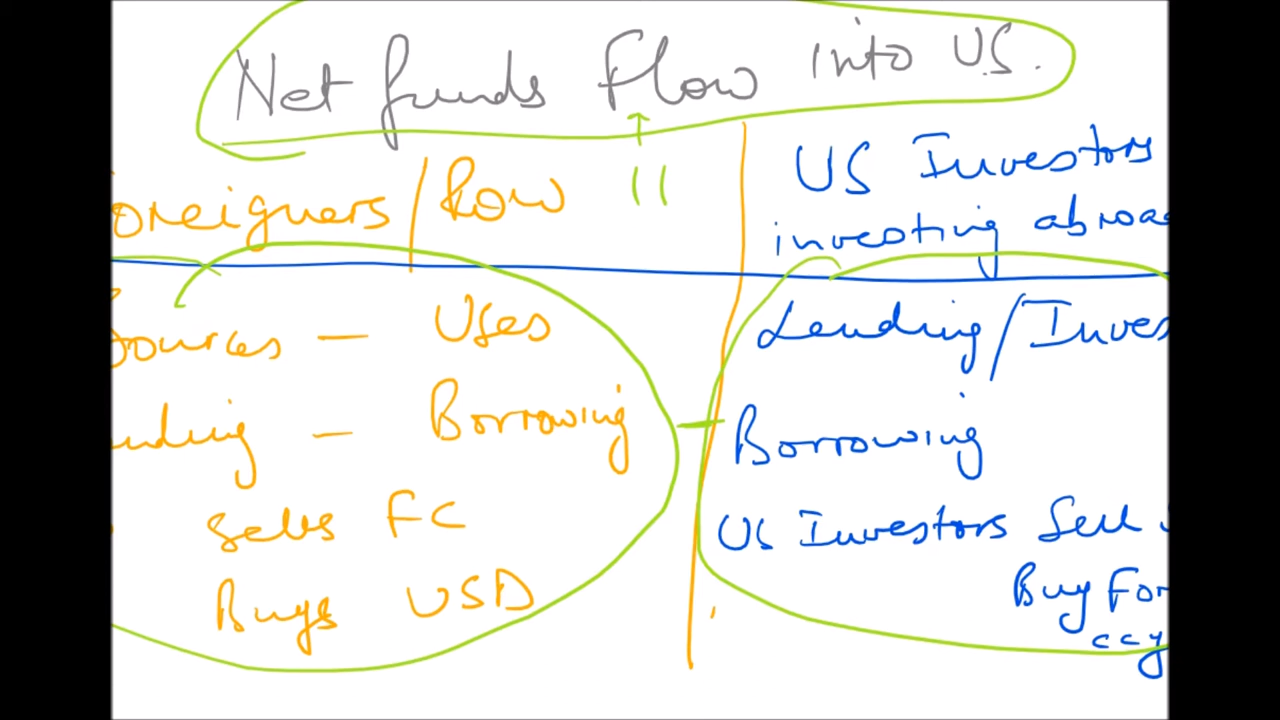 Net funds Flow into US.
oreigners / Row
US Investors
investing abroa
Sources – Uses
Lending / Inves
nding – Borrowing
Borrowing
sells FC
US Investors Sell
Buys USD
Buy For
ccy